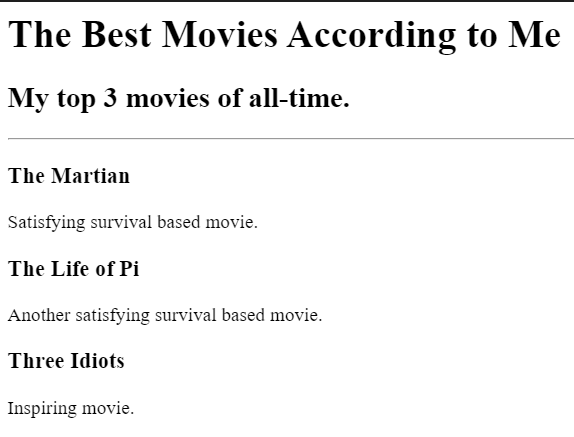 The Best Movies According to Me
My top 3 movies of all-time.
The Martian
Satisfying survival based movie.
The Life of Pi
Another satisfying survival based movie.
Three Idiots
Inspiring movie.